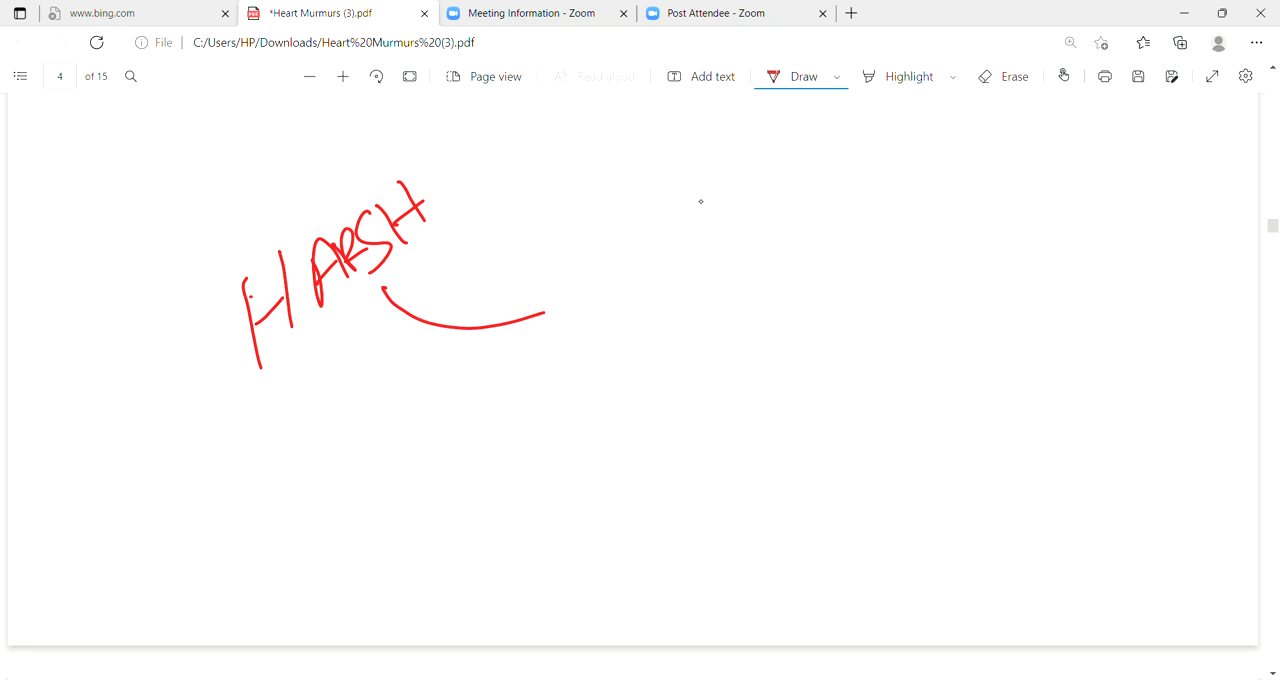 www.bing.com *Heart Murmurs (3).pdf Meeting Information - Zoom Post Attendee - Zoom
File C:/Users/HP/Downloads/Heart%20Murmurs%20(3).pdf
4 of 15 Page view Read aloud Add text Draw Highlight Erase
HARSH